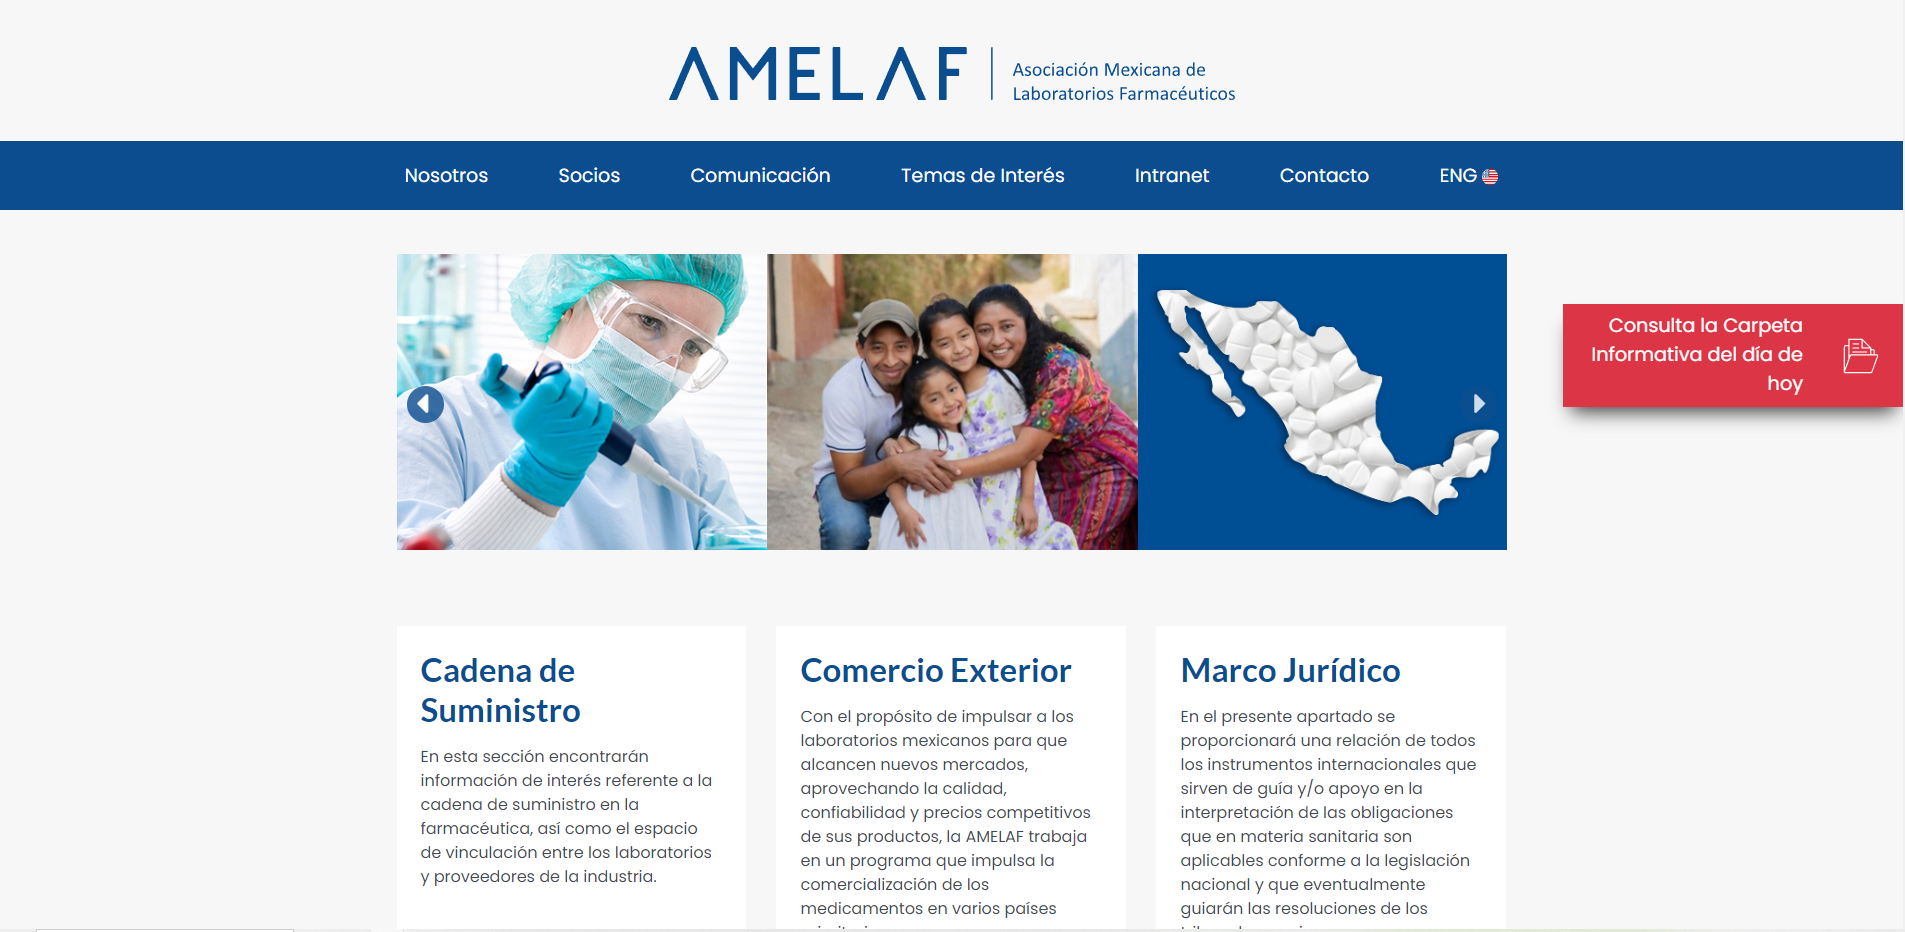 AMELAF
Asociación Mexicana de
Laboratorios Farmacéuticos
Nosotros
Socios
Comunicación
Temas de Interés
Intranet
Contacto
ENG
Consulta la Carpeta
Informativa del día de
hoy
Cadena de
Suministro
En esta sección encontrarán
información de interés referente a la
cadena de suministro en la
farmacéutica, así como el espacio
de vinculación entre los laboratorios
y proveedores de la industria.
Comercio Exterior
Con el propósito de impulsar a los
laboratorios mexicanos para que
alcancen nuevos mercados,
aprovechando la calidad,
confiabilidad y precios competitivos
de sus productos, la AMELAF trabaja
en un programa que impulsa la
comercialización de los
medicamentos en varios países
Marco Jurídico
En el presente apartado se
proporcionará una relación de todos
los instrumentos internacionales que
sirven de guía y/o apoyo en la
interpretación de las obligaciones
que en materia sanitaria son
aplicables conforme a la legislación
nacional y que eventualmente
guiarán las resoluciones de los